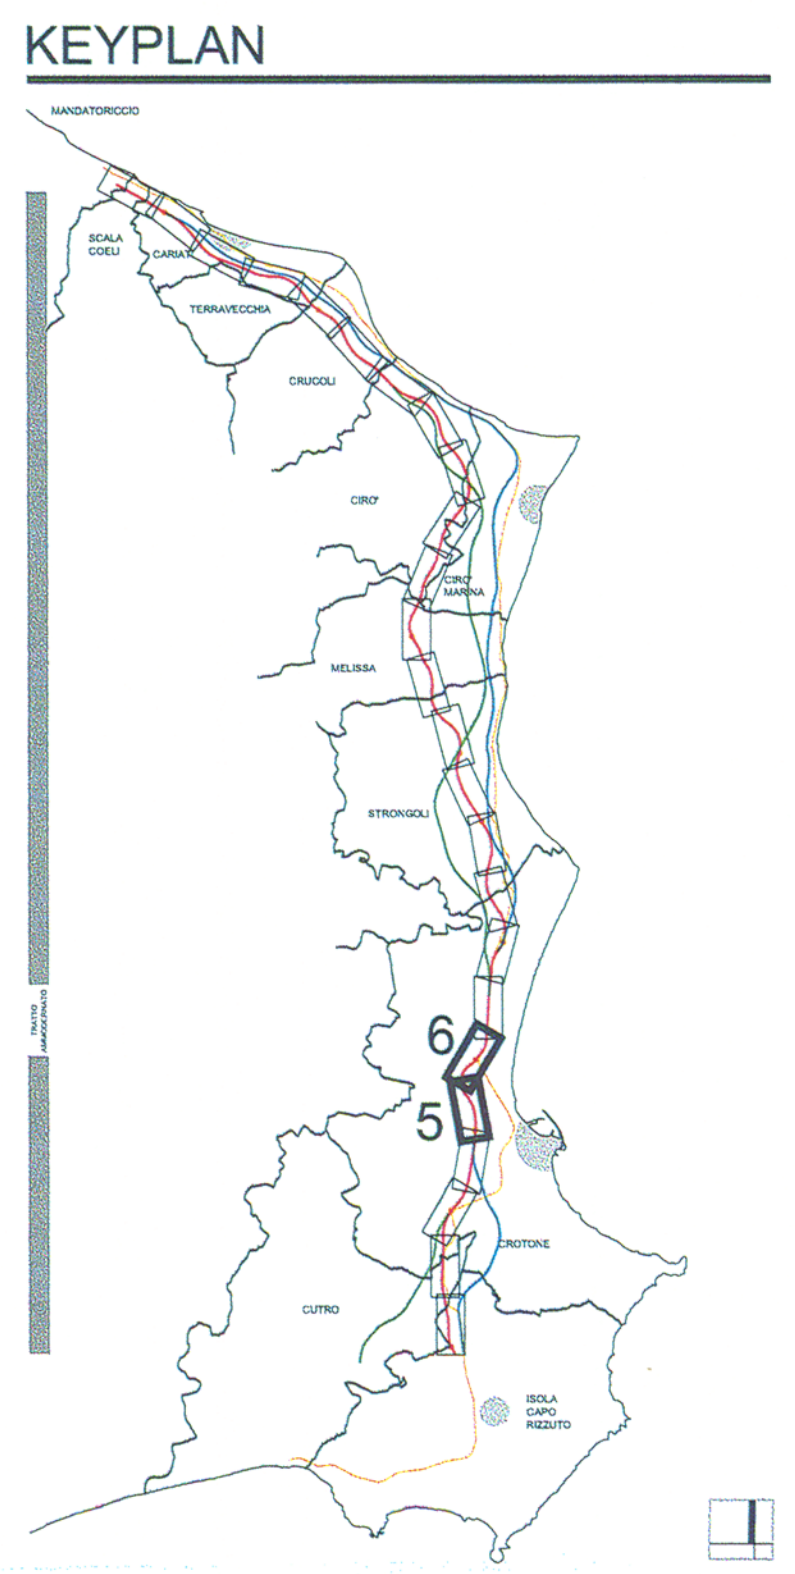 KEYPLAN
MANDATORICCIO
SCALA
COELI
CARIATI
TERRAVECCHIA
CRUCOLI
CIRO'
CIRO'
MARINA
MELISSA
STRONGOLI
TRATTO
AMMODERNATO
6
5
CROTONE
CUTRO
ISOLA
CAPO
RIZZUTO